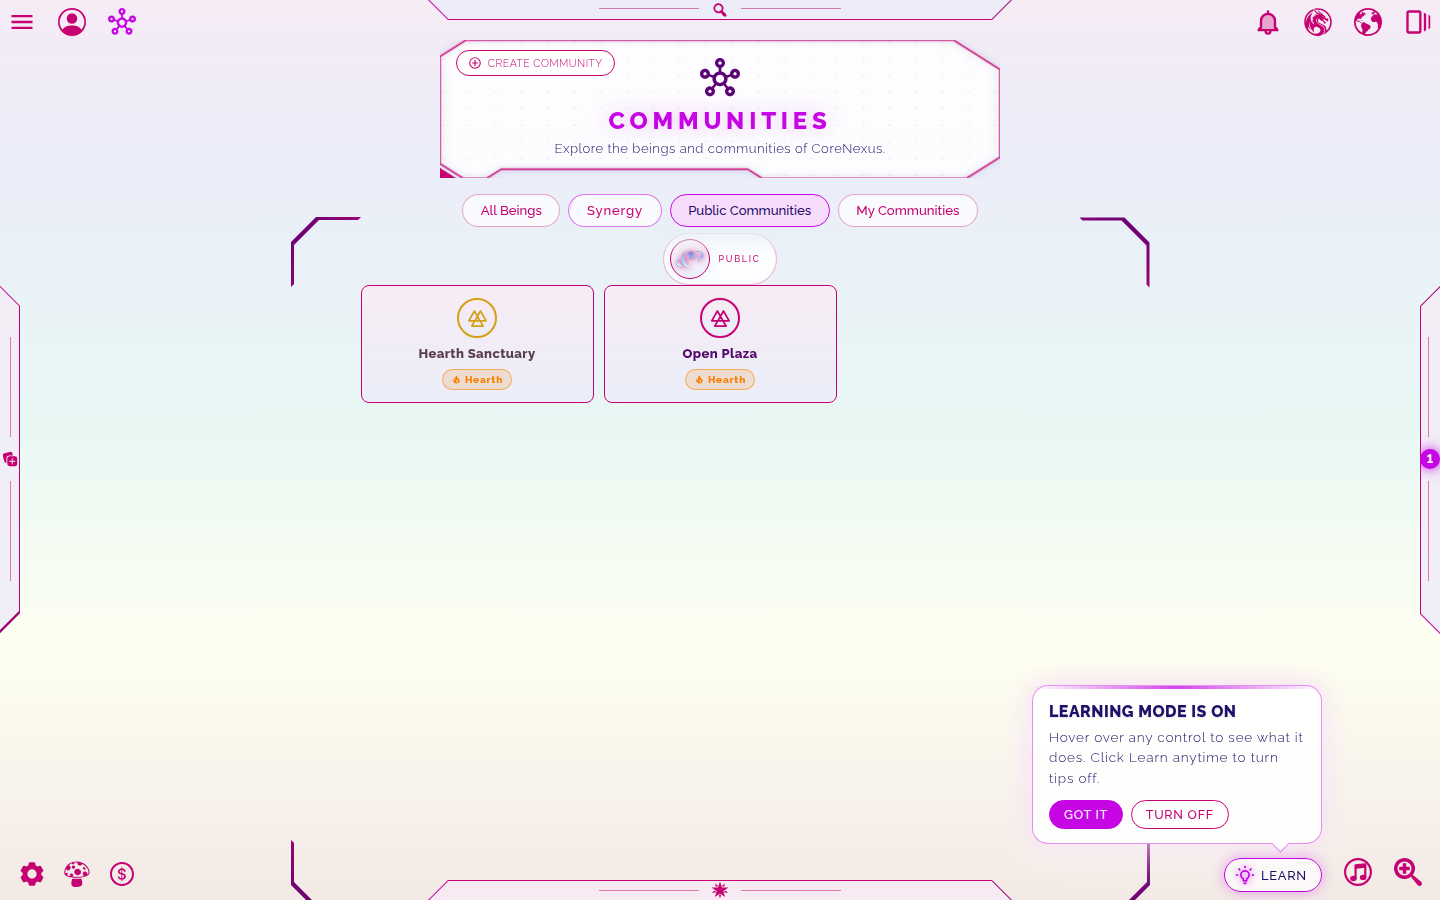 CREATE COMMUNITY
COMMUNITIES
Explore the beings and communities of CoreNexus.
All Beings
Synergy
Public Communities
My Communities
PUBLIC
Hearth Sanctuary
Hearth
Open Plaza
Hearth
1
LEARNING MODE IS ON
Hover over any control to see what it
does. Click Learn anytime to turn
tips off.
GOT IT
TURN OFF
$
LEARN